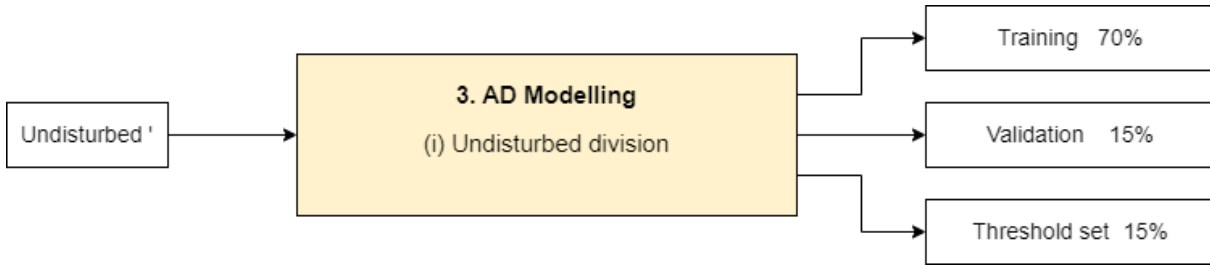 Undisturbed '
3. AD Modelling
(i) Undisturbed division
Training 70%
Validation 15%
Threshold set 15%